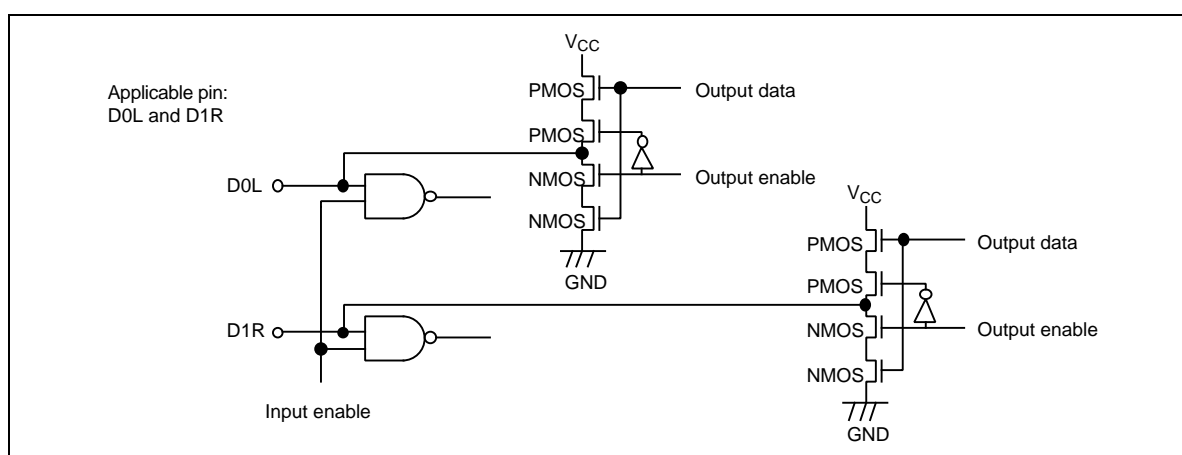 Applicable pin:
D0L and D1R
VCC
PMOS
Output data
PMOS
D0L
NMOS
Output enable
NMOS
GND
VCC
PMOS
Output data
PMOS
D1R
NMOS
Output enable
NMOS
Input enable
GND